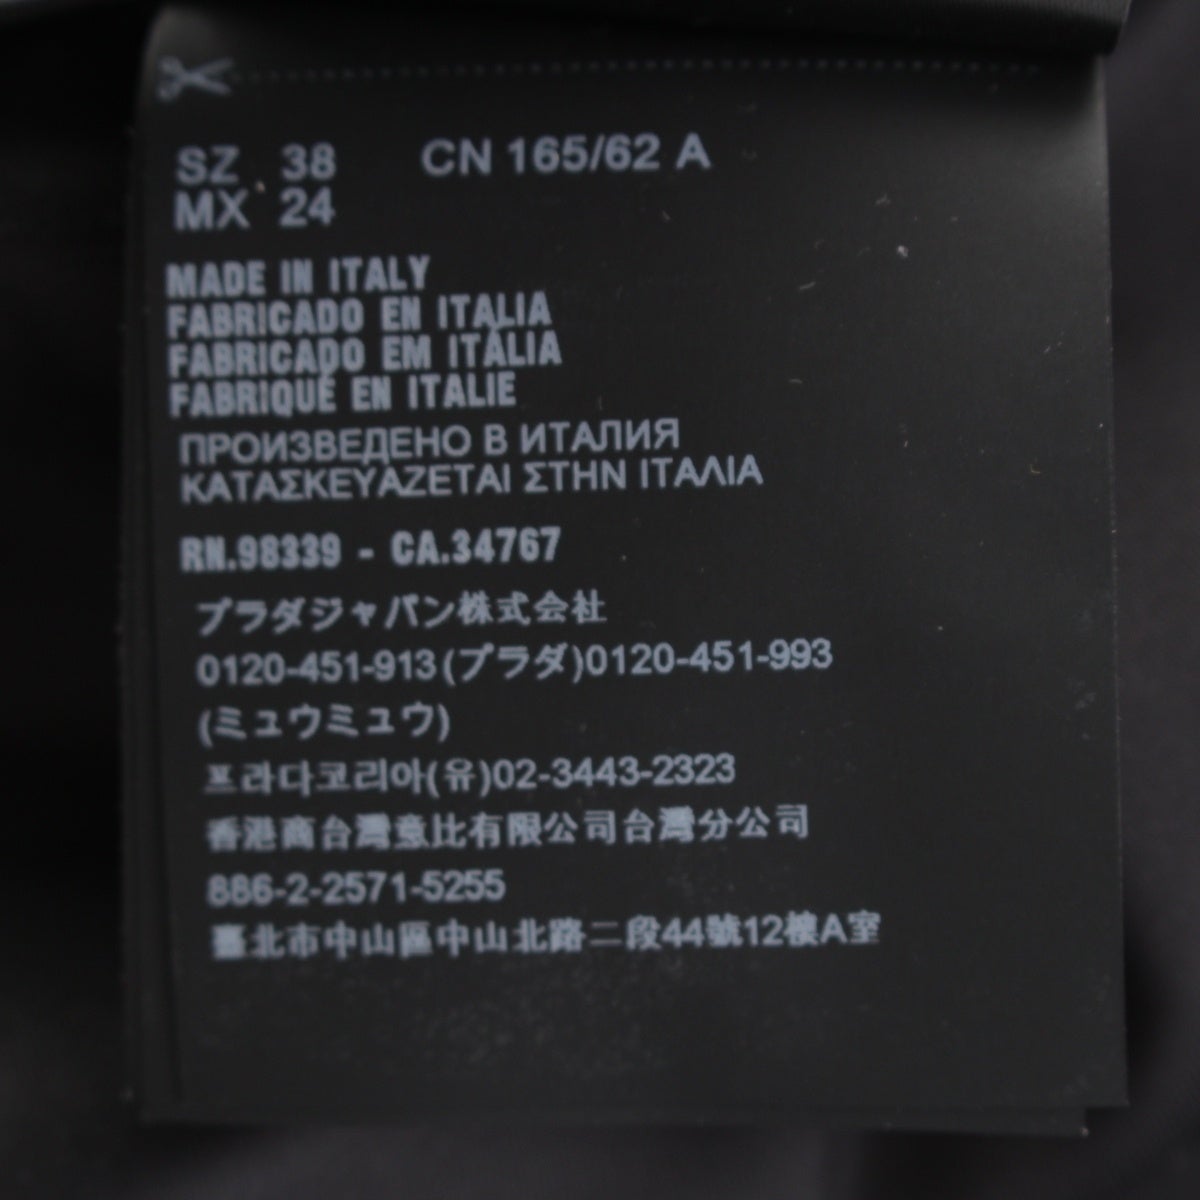 SZ 38 CN 165/62 A
MX 24
MADE IN ITALY
FABRICADO EN ITALIA
FABRICADO EM ITÁLIA
FABRIQUÉ EN ITALIE
ПРОИЗВЕДЕНО В ИТАЛИЯ
ΚΑΤΑΣΚΕΥΑΖΕΤΑΙ ΣΤΗΝ ΙΤΑΛΙΑ
RN.98339 - CA.34767
プラダジャパン株式会社
0120-451-913(プラダ)0120-451-993
(ミュウミュウ)
프라다코리아(유)02-3443-2323
香港商台灣意比有限公司台灣分公司
886-2-2571-5255
臺北市中山區中山北路二段44號12樓A室